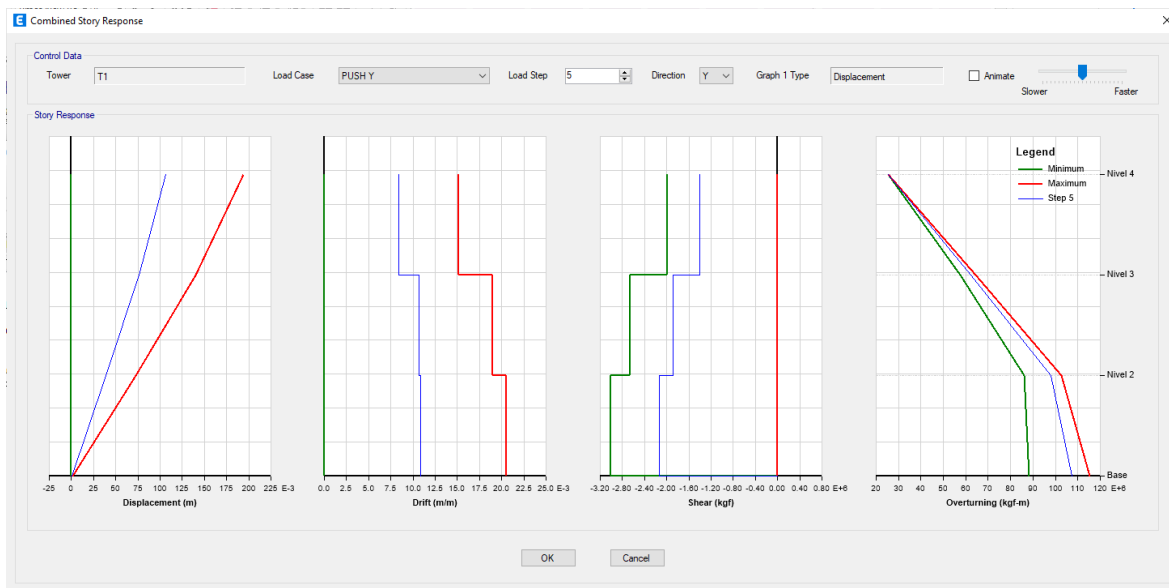 E Combined Story Response
Control Data
Tower T1 Load Case PUSH Y Load Step 5 Direction Y Graph 1 Type Displacement Animate
Slower Faster
Story Response
Legend
Minimum
Maximum
Step 5
Nivel 4
Nivel 3
Nivel 2
Base
-25 0 25 50 75 100 125 150 175 200 225 E-3
Displacement (m)
0.0 2.5 5.0 7.5 10.0 12.5 15.0 17.5 20.0 22.5 25.0 E-3
Drift (m/m)
-3.20 -2.80 -2.40 -2.00 -1.60 -1.20 -0.80 -0.40 0.00 0.40 0.80 E+6
Shear (kgf)
20 30 40 50 60 70 80 90 100 110 120 E+6
Overturning (kgf-m)
OK Cancel